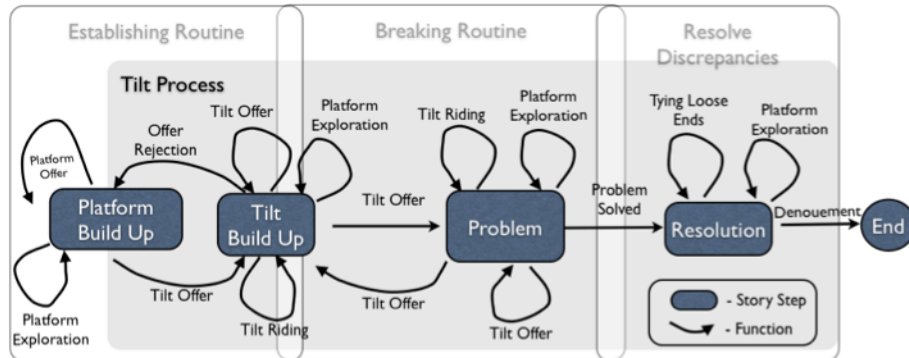 Establishing Routine
Breaking Routine
Resolve
Discrepancies
Tilt Process
Platform
Offer
Offer
Rejection
Tilt Offer
Platform
Exploration
Tilt Riding
Platform
Exploration
Tying Loose
Ends
Platform
Exploration
Platform
Build Up
Tilt
Build Up
Tilt Offer
Problem
Problem
Solved
Resolution
Denouement
End
Platform
Exploration
Tilt Offer
Tilt Riding
Tilt Offer
Tilt Offer
- Story Step
- Function